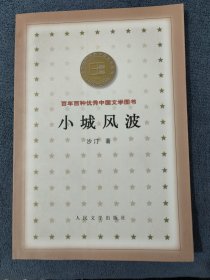 百年百种优秀中国文学图书
小城风波
沙汀 著
人民文学出版社